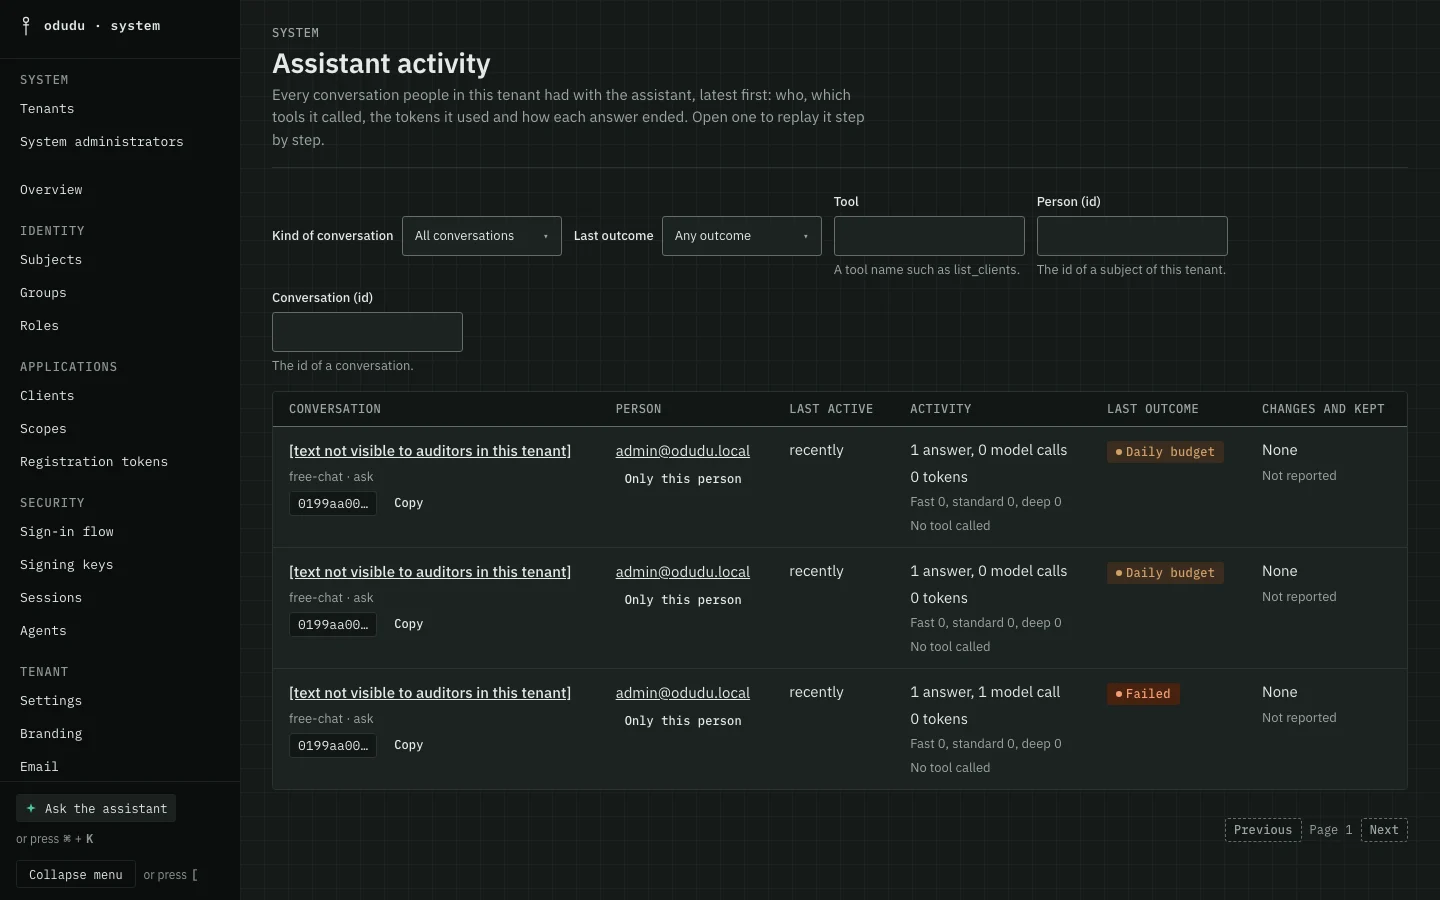 odudu · system
SYSTEM
Tenants
System administrators
Overview
IDENTITY
Subjects
Groups
Roles
APPLICATIONS
Clients
Scopes
Registration tokens
SECURITY
Sign-in flow
Signing keys
Sessions
Agents
TENANT
Settings
Branding
Email
Ask the assistant
or press ⌘ + K
Collapse menu or press [
SYSTEM
Assistant activity
Every conversation people in this tenant had with the assistant, latest first: who, which
tools it called, the tokens it used and how each answer ended. Open one to replay it step
by step.
Kind of conversation All conversations Last outcome Any outcome
Tool
A tool name such as list_clients.
Person (id)
The id of a subject of this tenant.
Conversation (id)
The id of a conversation.
CONVERSATION PERSON LAST ACTIVE ACTIVITY LAST OUTCOME CHANGES AND KEPT
[text not visible to auditors in this tenant] admin@odudu.local recently 1 answer, 0 model calls Daily budget None
free-chat · ask Only this person 0 tokens Not reported
0199aa00… Copy Fast 0, standard 0, deep 0
No tool called
[text not visible to auditors in this tenant] admin@odudu.local recently 1 answer, 0 model calls Daily budget None
free-chat · ask Only this person 0 tokens Not reported
0199aa00… Copy Fast 0, standard 0, deep 0
No tool called
[text not visible to auditors in this tenant] admin@odudu.local recently 1 answer, 1 model call Failed None
free-chat · ask Only this person 0 tokens Not reported
0199aa00… Copy Fast 0, standard 0, deep 0
No tool called
Previous Page 1 Next